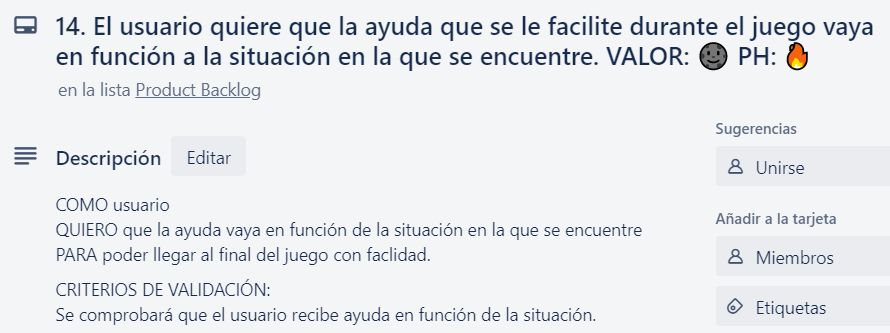 14. El usuario quiere que la ayuda que se le facilite durante el juego vaya
en función a la situación en la que se encuentre. VALOR: 🌚 PH: 🔥
en la lista Product Backlog
Descripción Editar
COMO usuario
QUIERO que la ayuda vaya en función de la situación en la que se encuentre
PARA poder llegar al final del juego con faclidad.
CRITERIOS DE VALIDACIÓN:
Se comprobará que el usuario recibe ayuda en función de la situación.
Sugerencias
Unirse
Añadir a la tarjeta
Miembros
Etiquetas